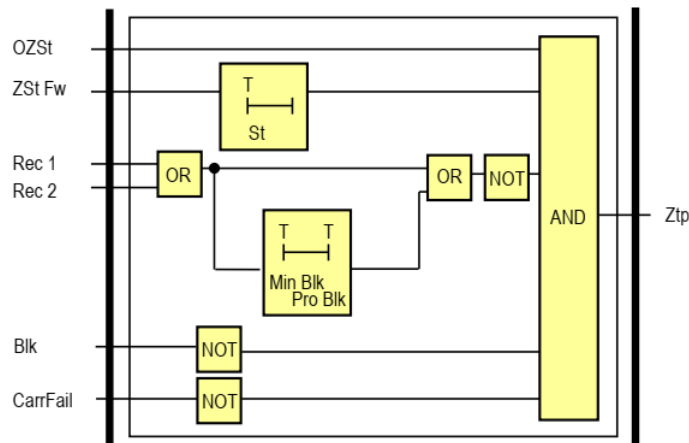 OZSt
ZSt Fw
T
St
Rec 1
Rec 2
OR
OR
NOT
T T
Min Blk
Pro Blk
AND
Ztp
Blk
NOT
CarrFail
NOT